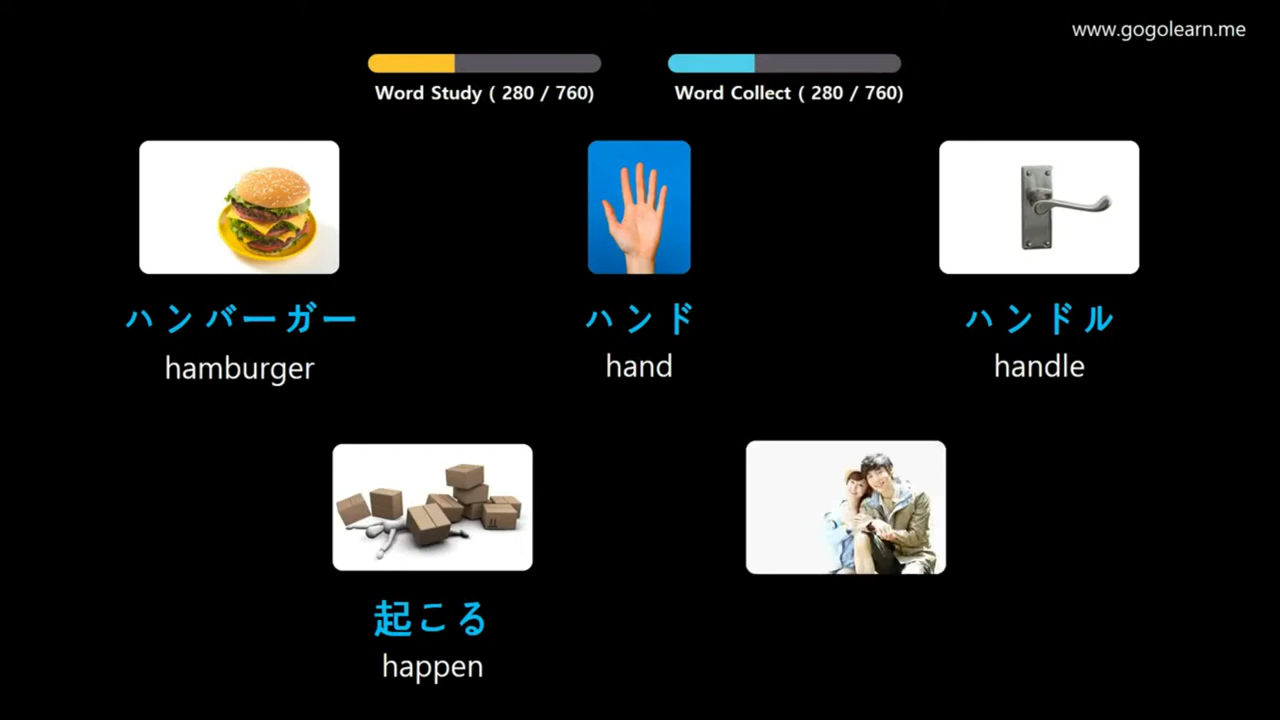 www.gogolearn.me
Word Study ( 280 / 760)
Word Collect ( 280 / 760)
ハンバーガー
hamburger
ハンド
hand
ハンドル
handle
起こる
happen